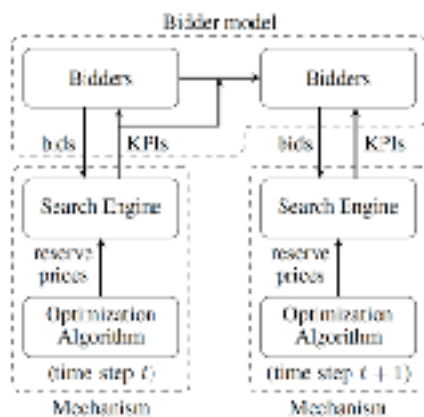 Bidder model
Bidders
Bidders
bids
KPIs
bids
KPIs
Search Engine
Search Engine
reserve
prices
reserve
prices
Optimization
Algorithm
Optimization
Algorithm
(time step t)
(time step t + 1)
Mechanism
Mechanism